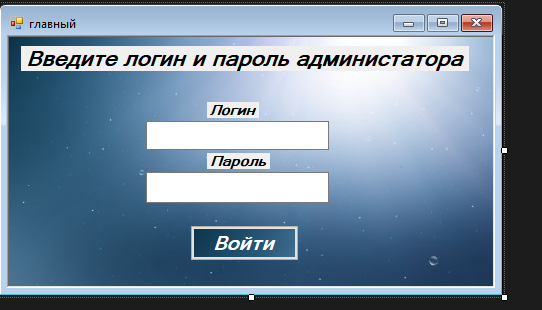 главный
Введите логин и пароль администатора
Логин
Пароль
Войти